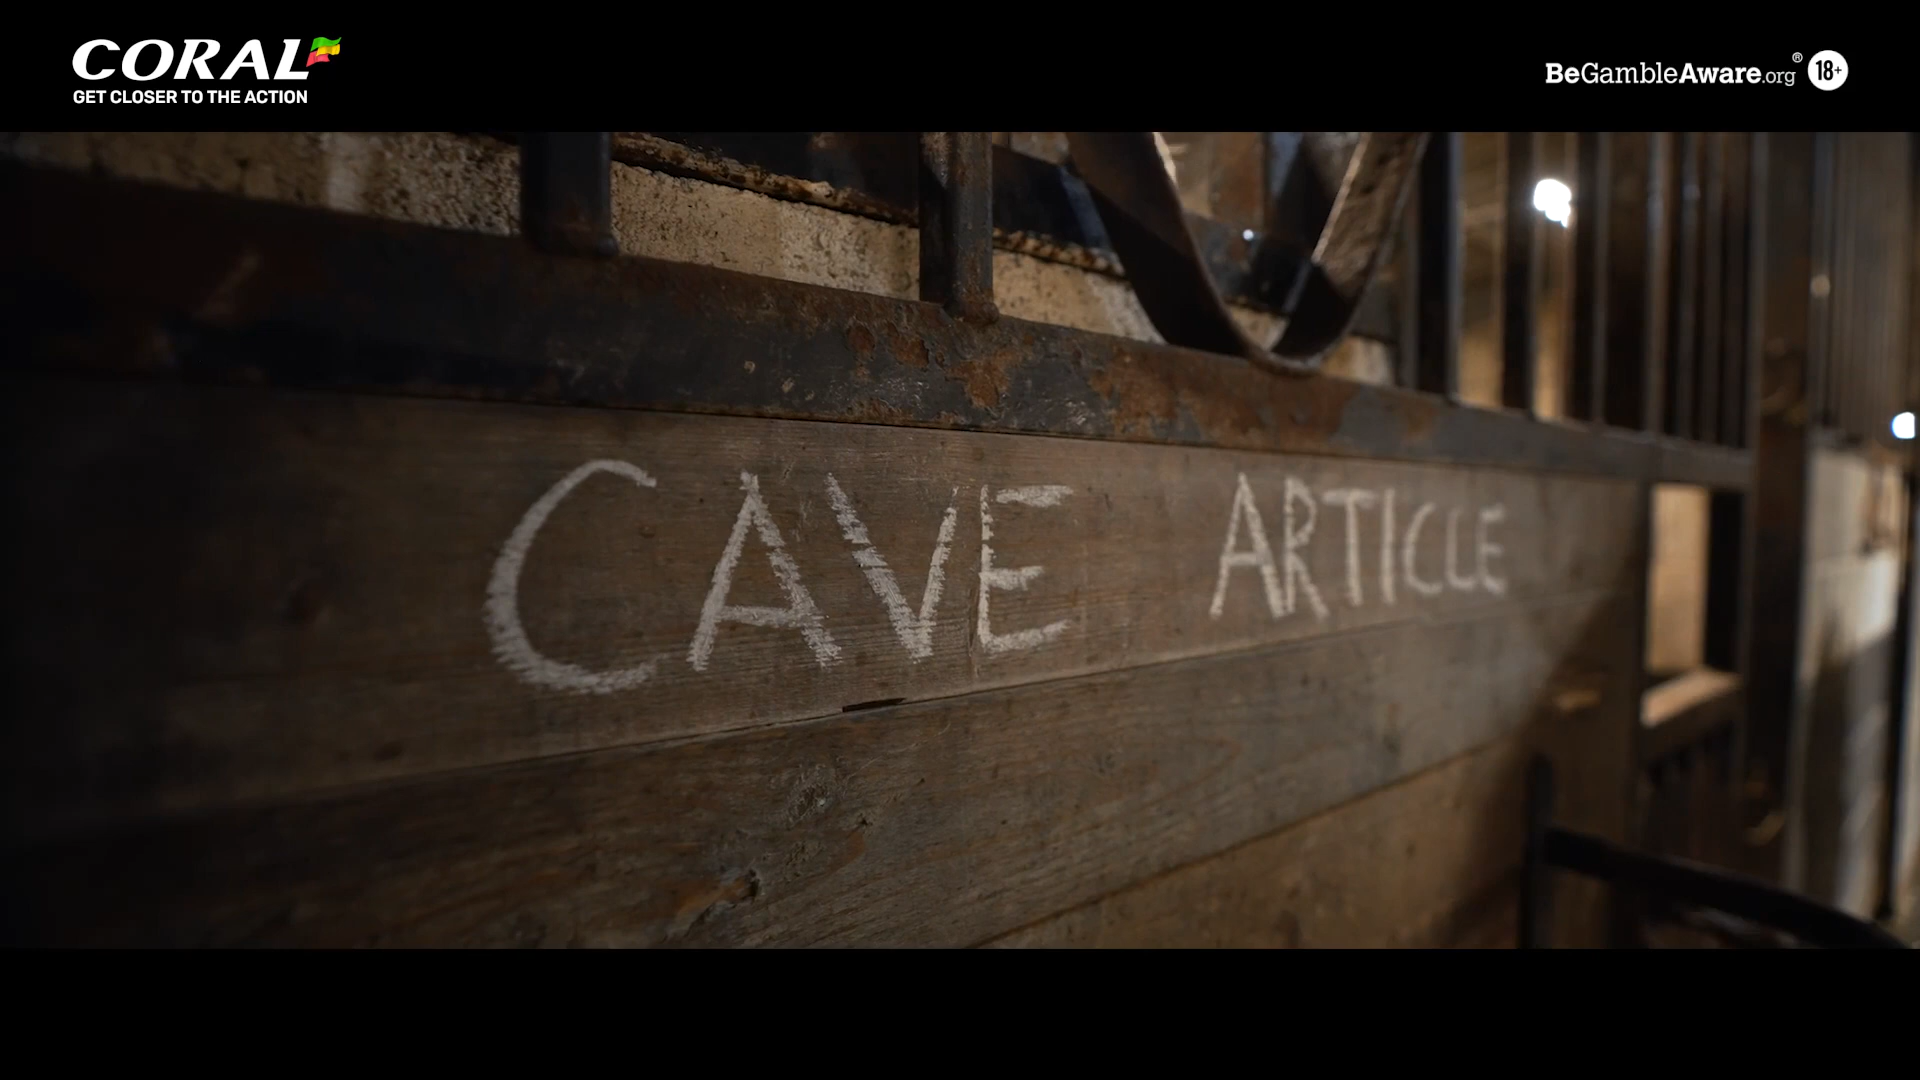 CORAL
GET CLOSER TO THE ACTION
BeGambleAware.org® 18+
CAVE ARTICLE